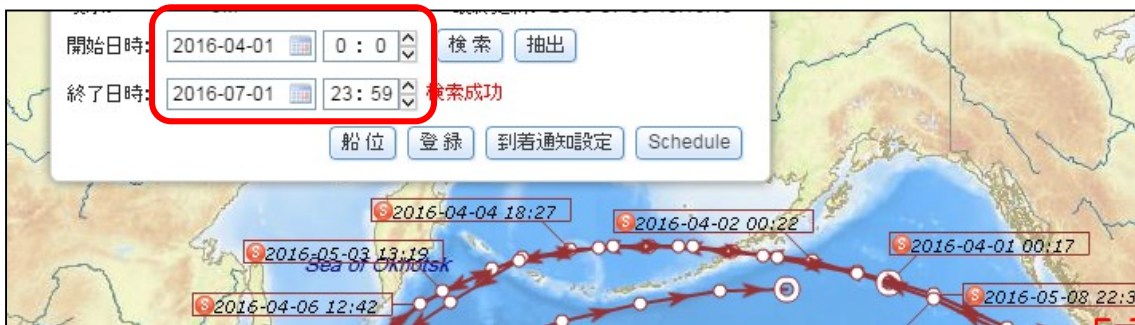 開始日時: 2016-04-01 0 : 0 検索 抽出
終了日時: 2016-07-01 23 : 59 検索成功
船位 登録 到着通知設定 Schedule
S 2016-04-04 18:27
S 2016-04-02 00:22
S 2016-05-03 13:19
S 2016-04-01 00:17
Sea of Okhotsk
S 2016-04-06 12:42
S 2016-05-08 22:3